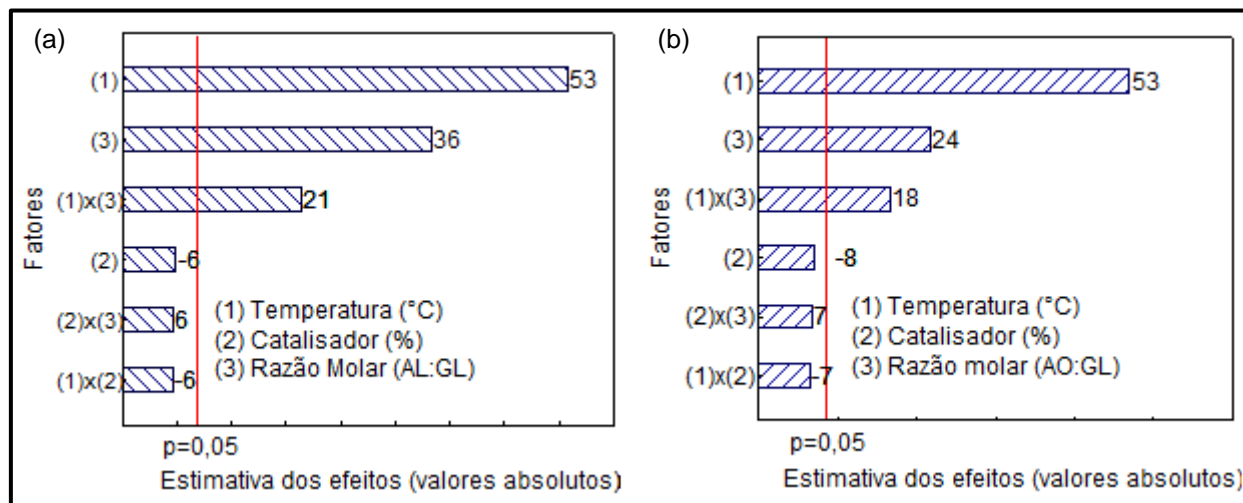 (a)
Fatores
(1) 53
(3) 36
(1)x(3) 21
(2) -6
(2)x(3) 6
(1)x(2) -6
(1) Temperatura (°C)
(2) Catalisador (%)
(3) Razão Molar (AL:GL)
p=0,05
Estimativa dos efeitos (valores absolutos)
(b)
Fatores
(1) 53
(3) 24
(1)x(3) 18
(2) -8
(2)x(3) 7
(1)x(2) -7
(1) Temperatura (°C)
(2) Catalisador (%)
(3) Razão molar (AO:GL)
p=0,05
Estimativa dos efeitos (valores absolutos)